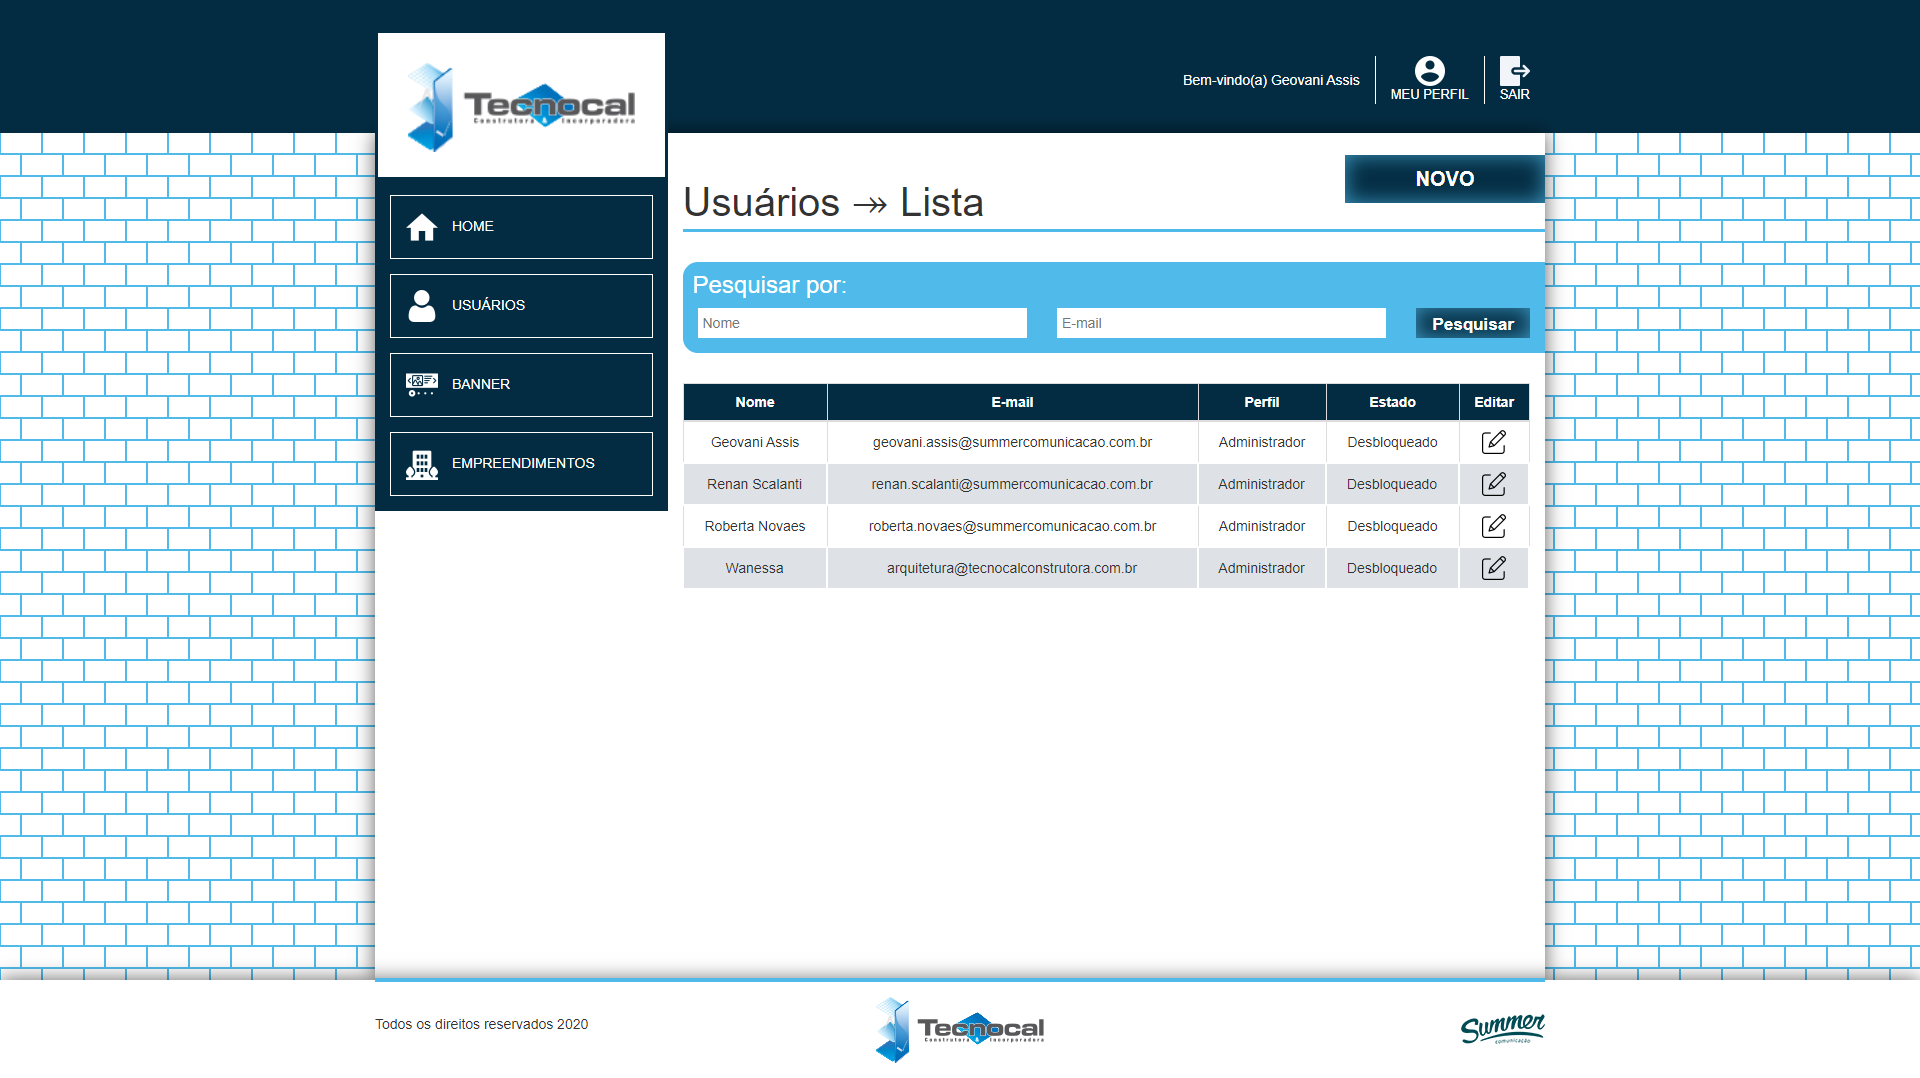 Tecnocal
Construtora & Incorporadora
Bem-vindo(a) Geovani Assis
MEU PERFIL
SAIR
HOME
USUÁRIOS
BANNER
EMPREENDIMENTOS
NOVO
Usuários ↠ Lista
Pesquisar por:
Nome
E-mail
Pesquisar
Nome E-mail Perfil Estado Editar
Geovani Assis geovani.assis@summercomunicacao.com.br Administrador Desbloqueado
Renan Scalanti renan.scalanti@summercomunicacao.com.br Administrador Desbloqueado
Roberta Novaes roberta.novaes@summercomunicacao.com.br Administrador Desbloqueado
Wanessa arquitetura@tecnocalconstrutora.com.br Administrador Desbloqueado
Todos os direitos reservados 2020
Tecnocal
Construtora & Incorporadora
Summer
comunicação